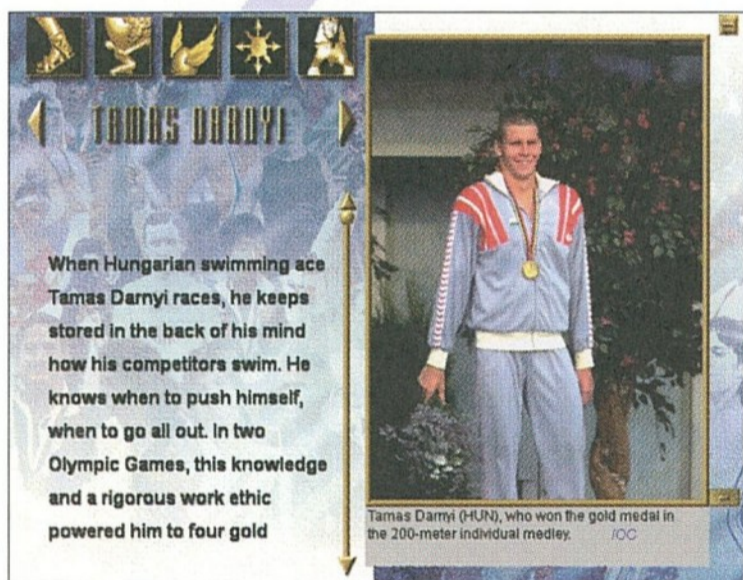 TAMAS DARNYI
When Hungarian swimming ace
Tamas Darnyi races, he keeps
stored in the back of his mind
how his competitors swim. He
knows when to push himself,
when to go all out. In two
Olympic Games, this knowledge
and a rigorous work ethic
powered him to four gold
Tamas Darnyi (HUN), who won the gold medal in
the 200-meter individual medley. IOC